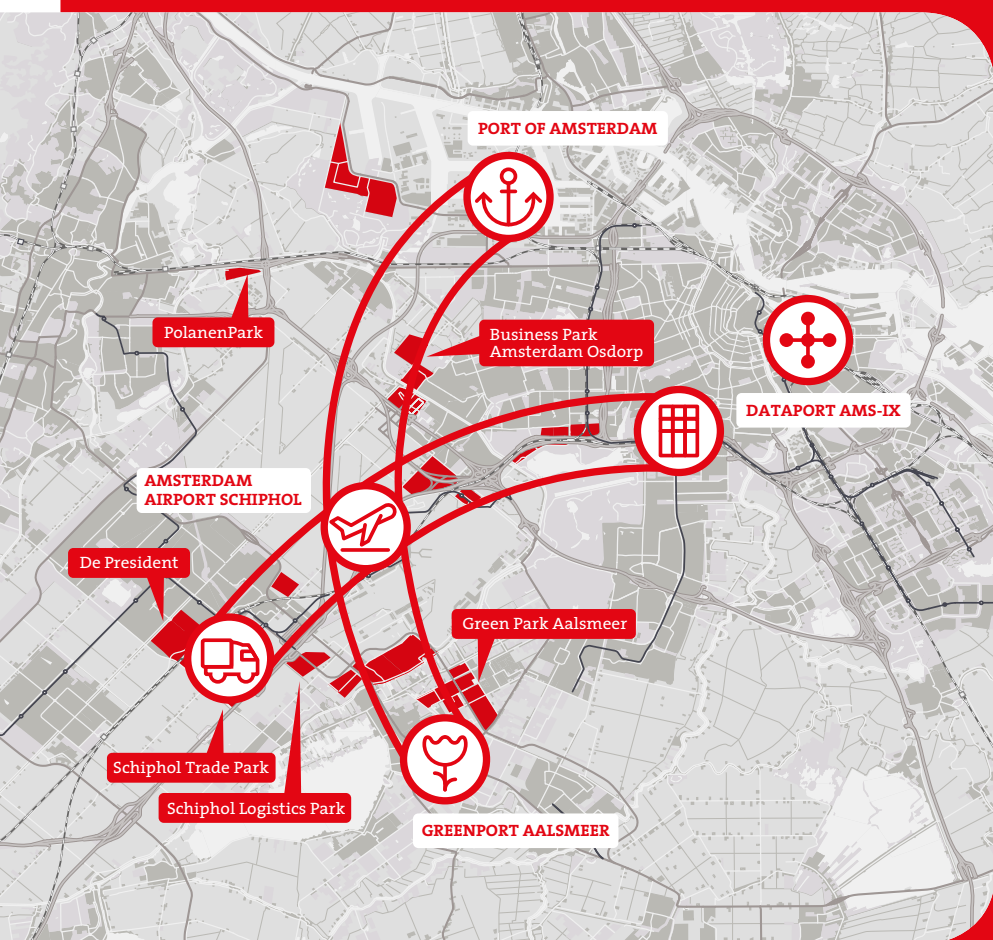 PORT OF AMSTERDAM
PolanenPark
Business Park
Amsterdam Osdorp
DATAPORT AMS-IX
AMSTERDAM
AIRPORT SCHIPHOL
De President
Green Park Aalsmeer
Schiphol Trade Park
Schiphol Logistics Park
GREENPORT AALSMEER